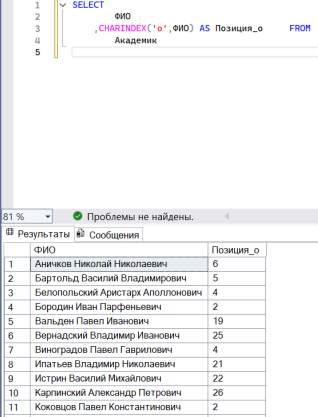 1 SELECT
2 ФИО
3 ,CHARINDEX('о',ФИО) AS Позиция_о FROM
4 Академик
5
81 % Проблемы не найдены.
Результаты Сообщения
ФИО Позиция_о
1 Аничков Николай Николаевич 6
2 Бартольд Василий Владимирович 5
3 Белопольский Аристарх Аполлонович 4
4 Бородин Иван Парфеньевич 2
5 Вальден Павел Иванович 19
6 Вернадский Владимир Иванович 25
7 Виноградов Павел Гаврилович 4
8 Ипатьев Владимир Николаевич 21
9 Истрин Василий Михайлович 22
10 Карпинский Александр Петрович 26
11 Коковцов Павел Константинович 2